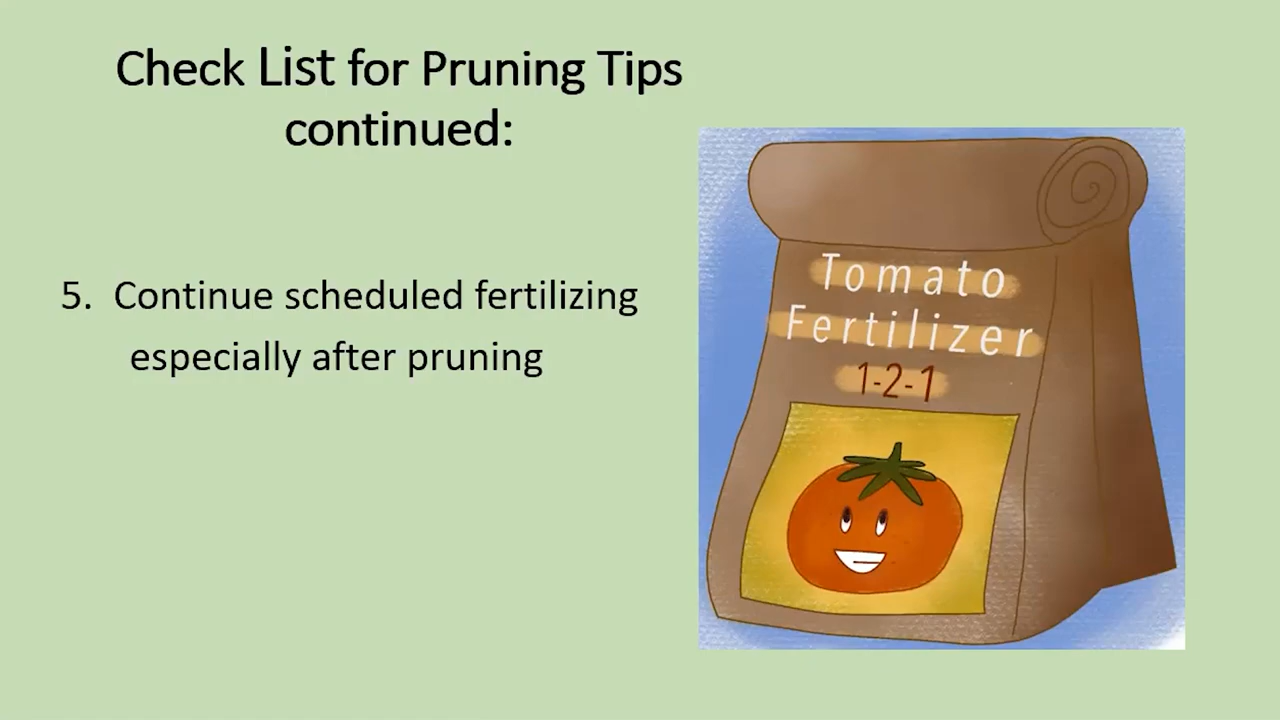 Check List for Pruning Tips
continued:
5. Continue scheduled fertilizing
especially after pruning
Tomato
Fertilizer
1-2-1